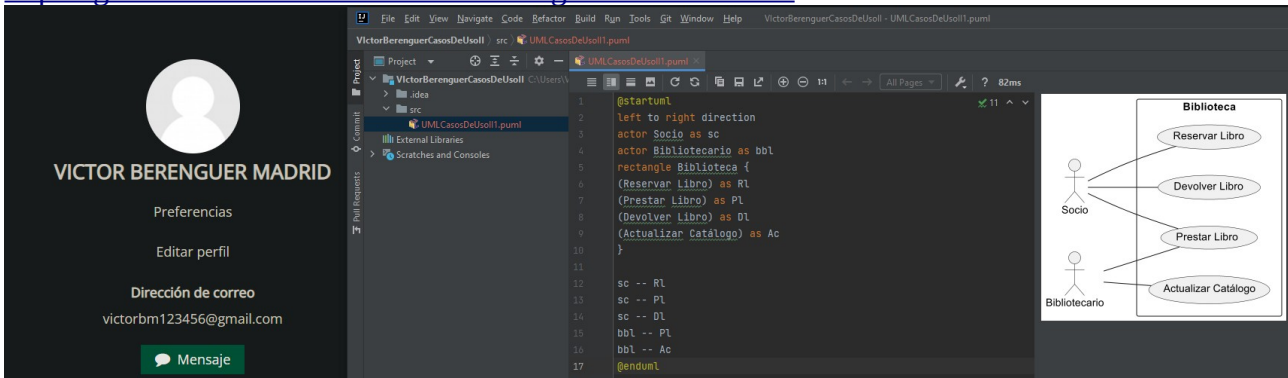 VICTOR BERENGUER MADRID
Preferencias
Editar perfil
Dirección de correo
victorbm123456@gmail.com
Mensaje
File Edit View Navigate Code Refactor Build Run Tools Git Window Help VictorBerenguerCasosDeUsoII - UMLCasosDeUsoII1.puml
VIctorBerenguerCasosDeUsoII src UMLCasosDeUsoII1.puml
Project
UMLCasosDeUsoII1.puml
Project
Commit
Pull Requests
VIctorBerenguerCasosDeUsoII C:\Users\V
.idea
src
UMLCasosDeUsoII1.puml
External Libraries
Scratches and Consoles
1:1 All Pages ? 82ms
11
1 @startuml
2 left to right direction
3 actor Socio as sc
4 actor Bibliotecario as bbl
5 rectangle Biblioteca {
6 (Reservar Libro) as Rl
7 (Prestar Libro) as Pl
8 (Devolver Libro) as Dl
9 (Actualizar Catálogo) as Ac
10 }
11
12 sc -- Rl
13 sc -- Pl
14 sc -- Dl
15 bbl -- Pl
16 bbl -- Ac
17 @enduml
Biblioteca
Reservar Libro
Devolver Libro
Socio
Prestar Libro
Actualizar Catálogo
Bibliotecario